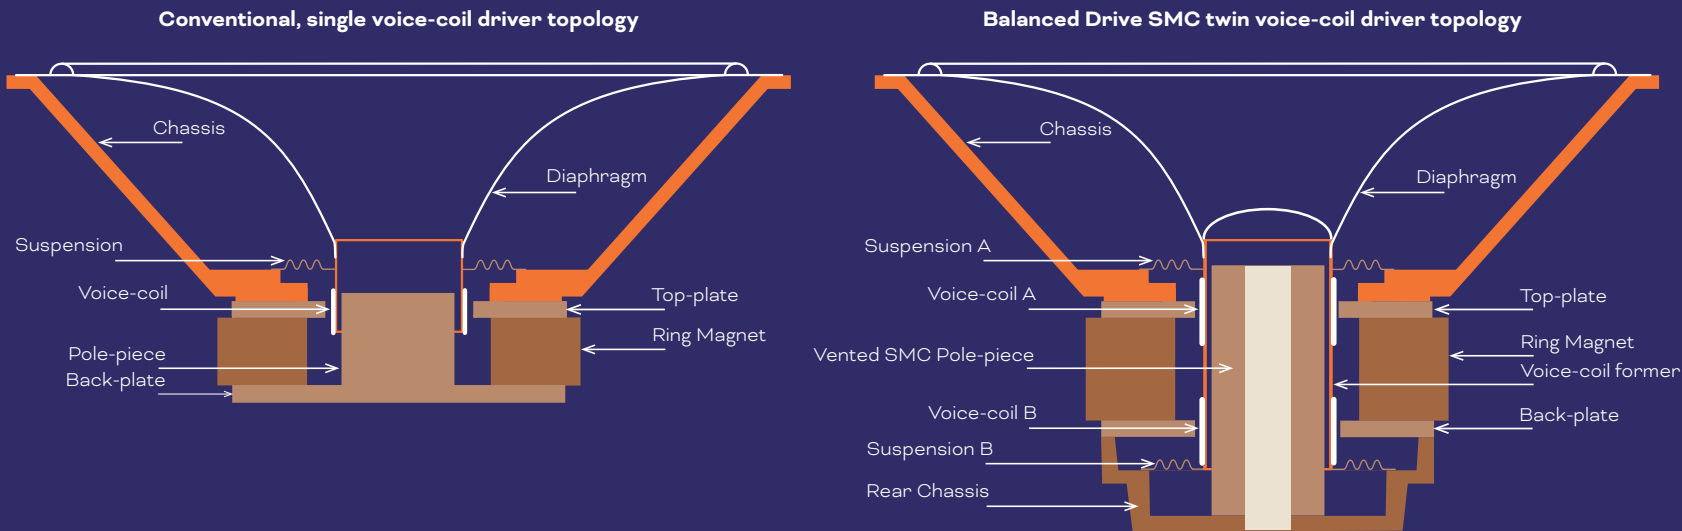 Conventional, single voice-coil driver topology
Chassis
Diaphragm
Suspension
Voice-coil
Top-plate
Ring Magnet
Pole-piece
Back-plate
Balanced Drive SMC twin voice-coil driver topology
Chassis
Diaphragm
Suspension A
Voice-coil A
Top-plate
Ring Magnet
Vented SMC Pole-piece
Voice-coil former
Voice-coil B
Back-plate
Suspension B
Rear Chassis